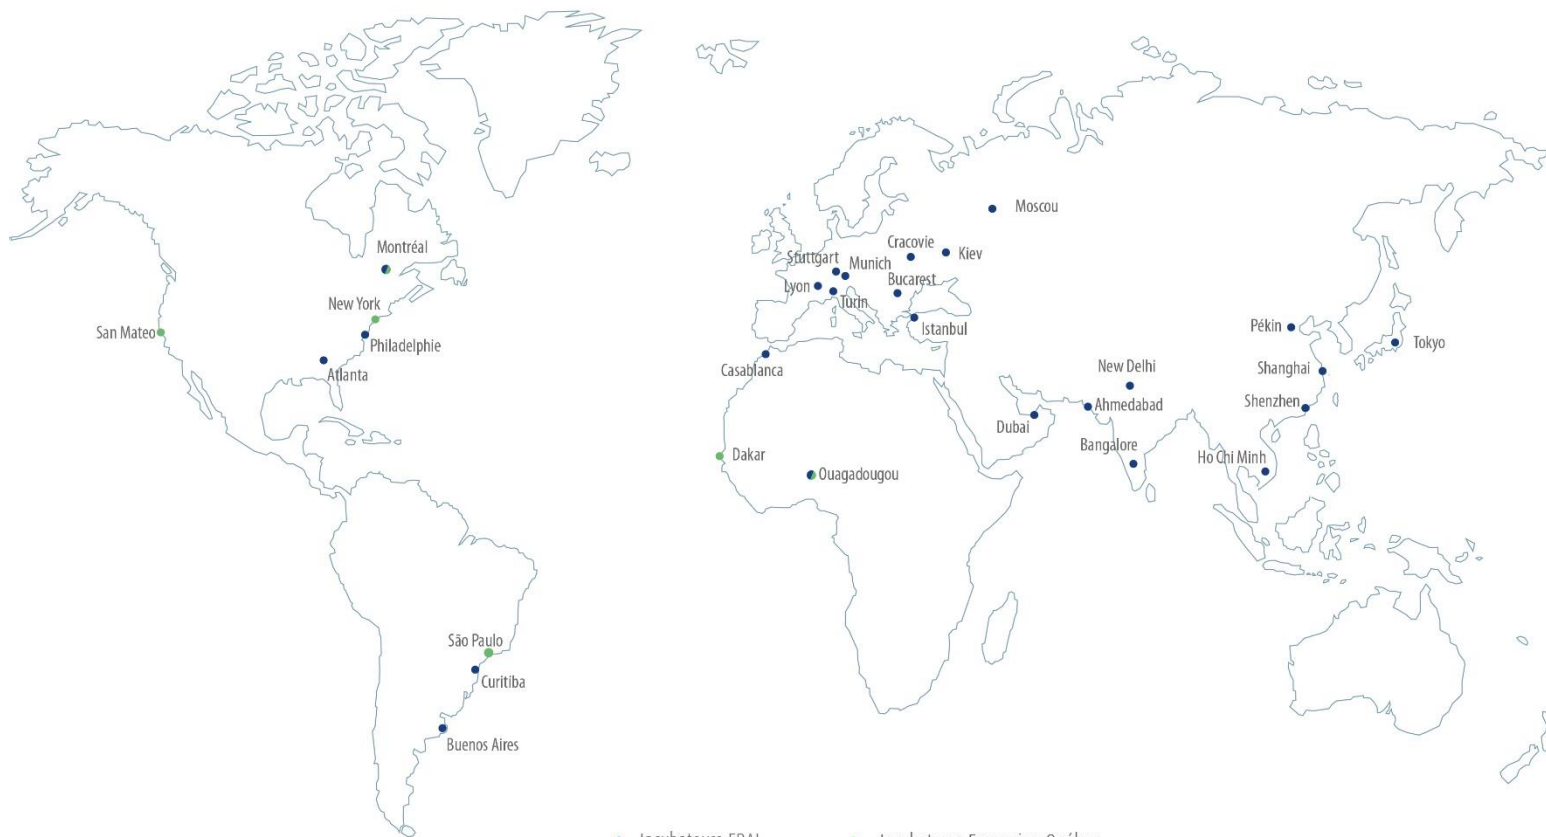 Moscou
Cracovie
Kiev
Montréal
Stuttgart
Munich
Bucarest
Lyon
Turin
New York
San Mateo
Istanbul
Pékin
Philadelphie
Tokyo
Casablanca
New Delhi
Shanghai
Atlanta
Ahmedabad
Shenzhen
Dubai
Bangalore
Dakar
Ho Chi Minh
Ouagadougou
São Paulo
Curitiba
Buenos Aires